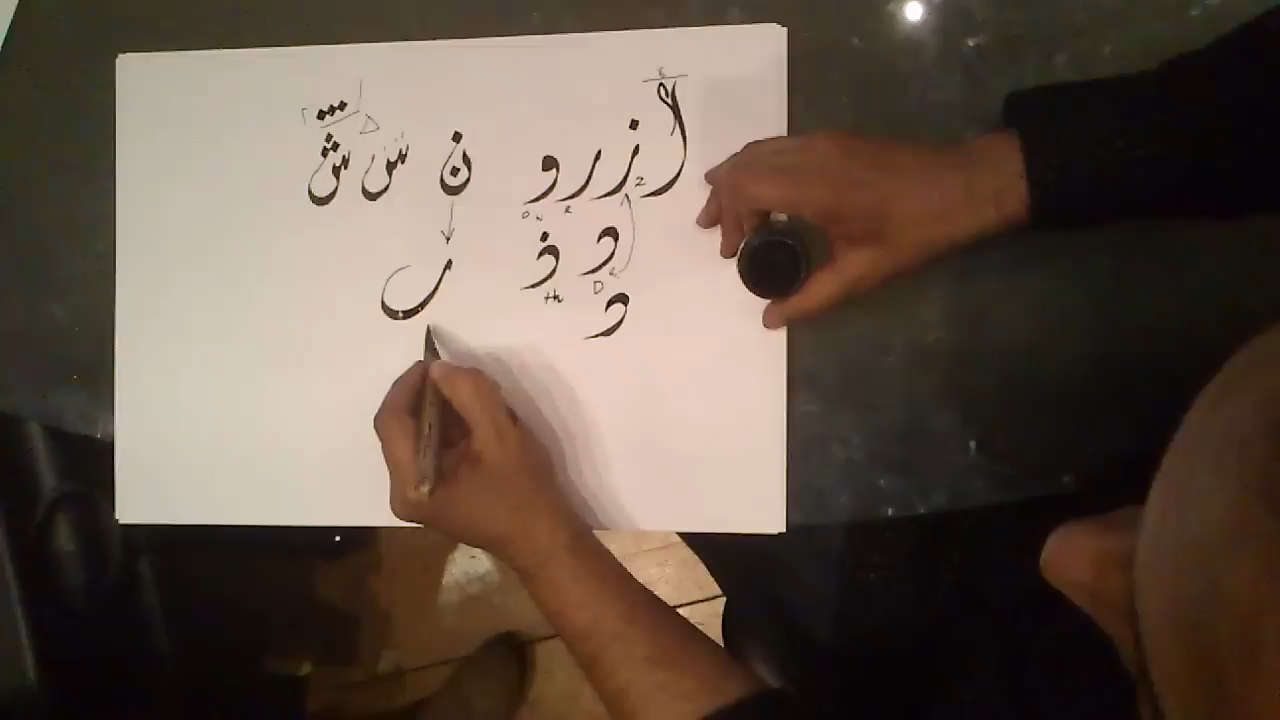 أ ز ر و ن س ش
د ذ ں
د